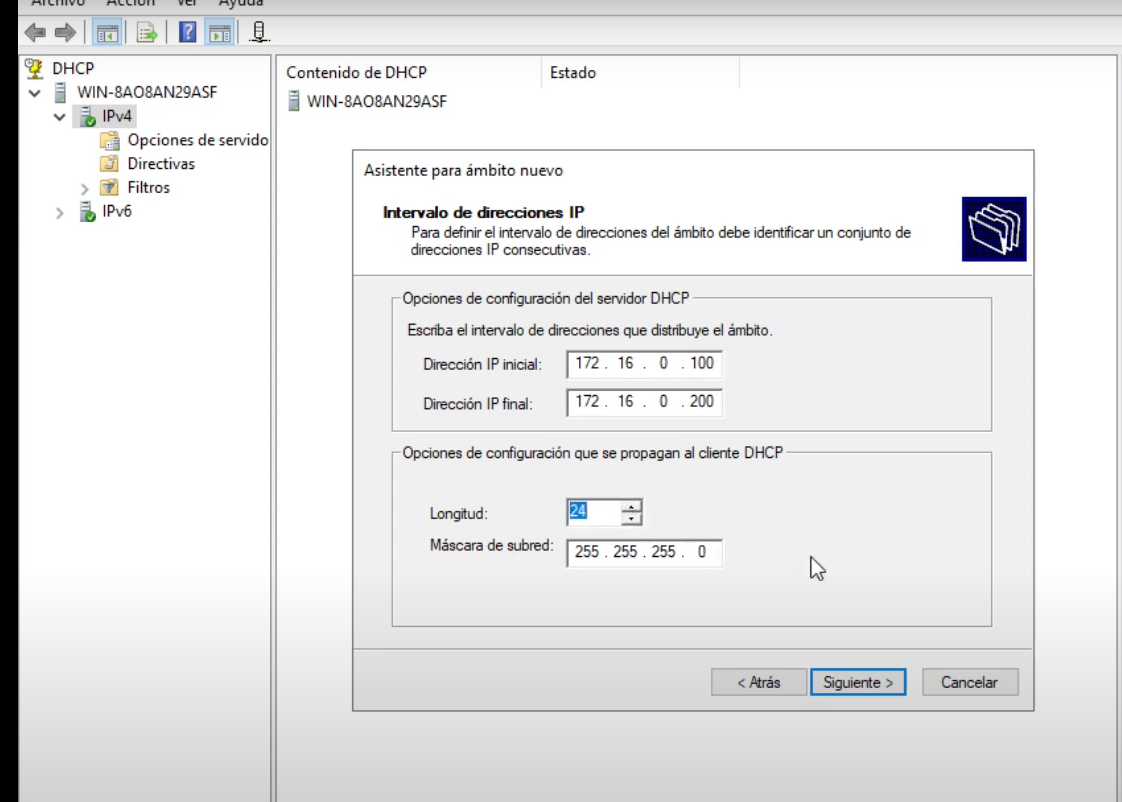 Archivo Acción Ver Ayuda
DHCP
WIN-8AO8AN29ASF
IPv4
Opciones de servido
Directivas
Filtros
IPv6
Contenido de DHCP Estado
WIN-8AO8AN29ASF
Asistente para ámbito nuevo
Intervalo de direcciones IP
Para definir el intervalo de direcciones del ámbito debe identificar un conjunto de
direcciones IP consecutivas.
Opciones de configuración del servidor DHCP
Escriba el intervalo de direcciones que distribuye el ámbito.
Dirección IP inicial: 172 . 16 . 0 . 100
Dirección IP final: 172 . 16 . 0 . 200
Opciones de configuración que se propagan al cliente DHCP
Longitud: 24
Máscara de subred: 255 . 255 . 255 . 0
< Atrás Siguiente > Cancelar